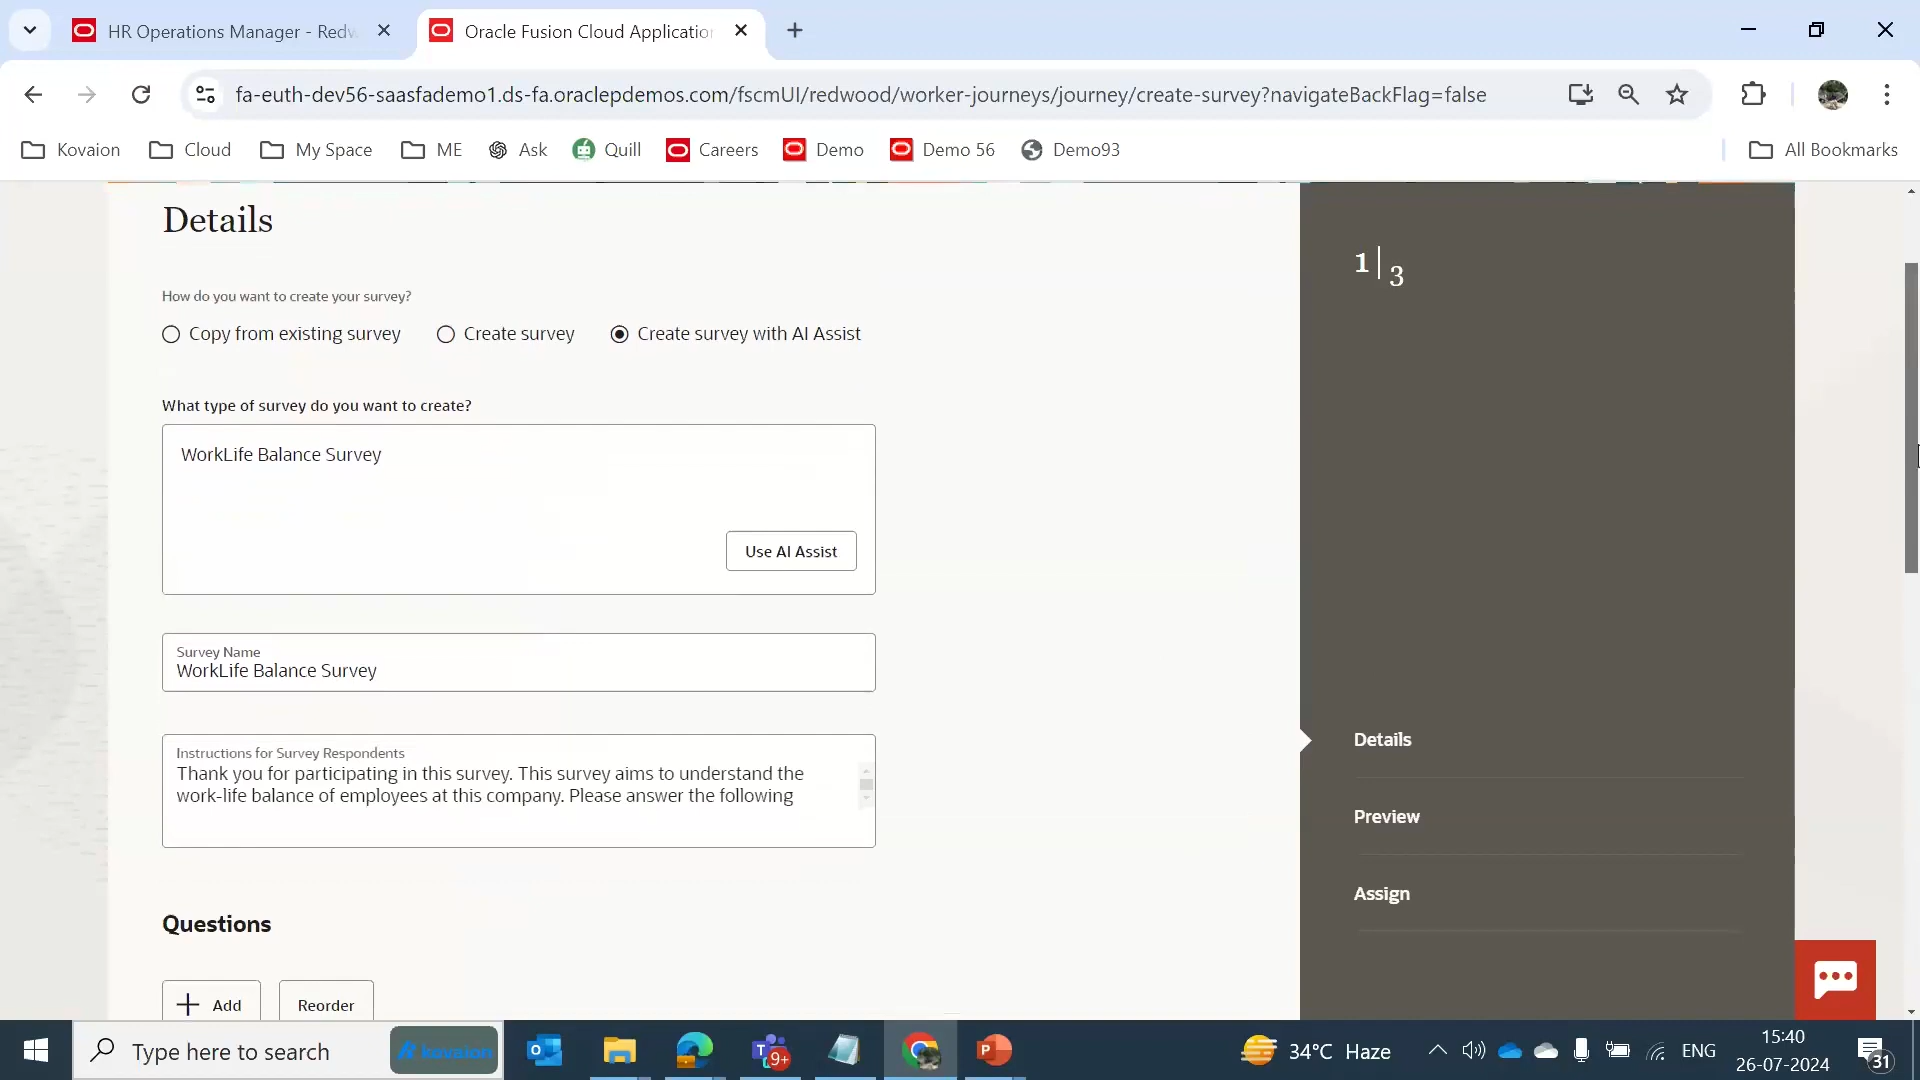 HR Operations Manager - Redw
Oracle Fusion Cloud Applicatio
fa-euth-dev56-saasfademo1.ds-fa.oraclepdemos.com/fscmUI/redwood/worker-journeys/journey/create-survey?navigateBackFlag=false
Kovaion
Cloud
My Space
ME
Ask
Quill
Careers
Demo
Demo 56
Demo93
All Bookmarks
Details
How do you want to create your survey?
Copy from existing survey
Create survey
Create survey with AI Assist
What type of survey do you want to create?
WorkLife Balance Survey
Use AI Assist
Survey Name
WorkLife Balance Survey
Instructions for Survey Respondents
Thank you for participating in this survey. This survey aims to understand the
work-life balance of employees at this company. Please answer the following
Questions
Add
Reorder
1 | 3
Details
Preview
Assign
Type here to search
kovaion
9+
34°C Haze
ENG
15:40
26-07-2024
31